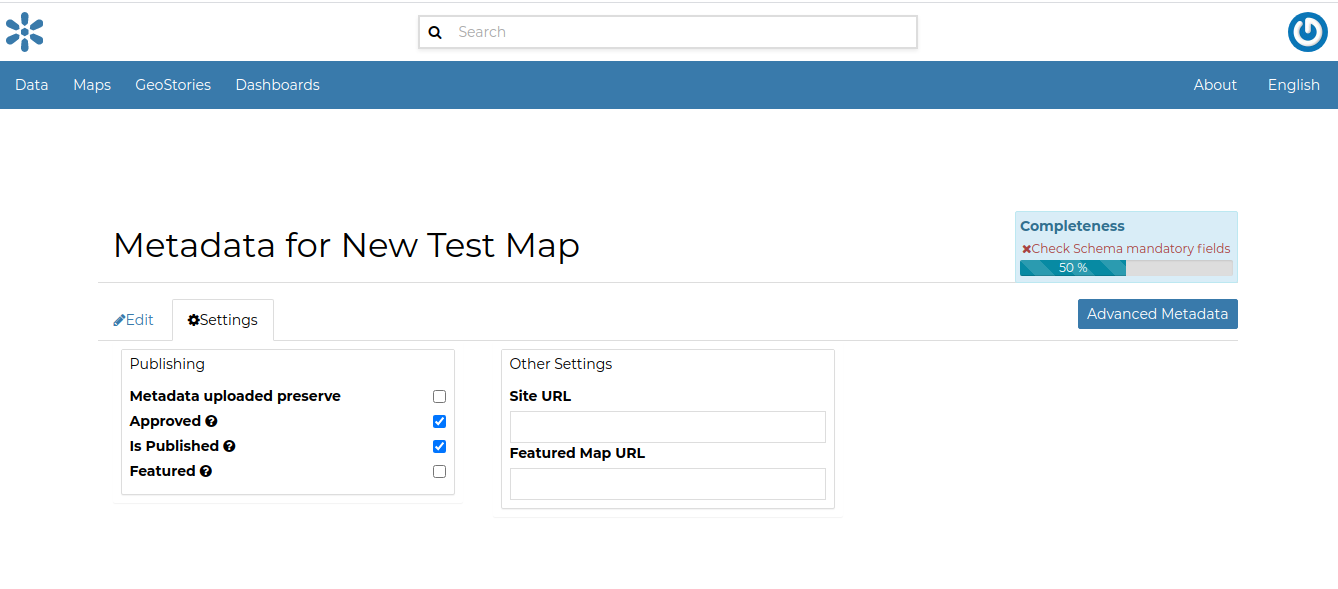 Search
Data Maps GeoStories Dashboards About English
Metadata for New Test Map
Completeness
Check Schema mandatory fields
50 %
Edit Settings Advanced Metadata
Publishing
Metadata uploaded preserve
Approved
Is Published
Featured
Other Settings
Site URL
Featured Map URL